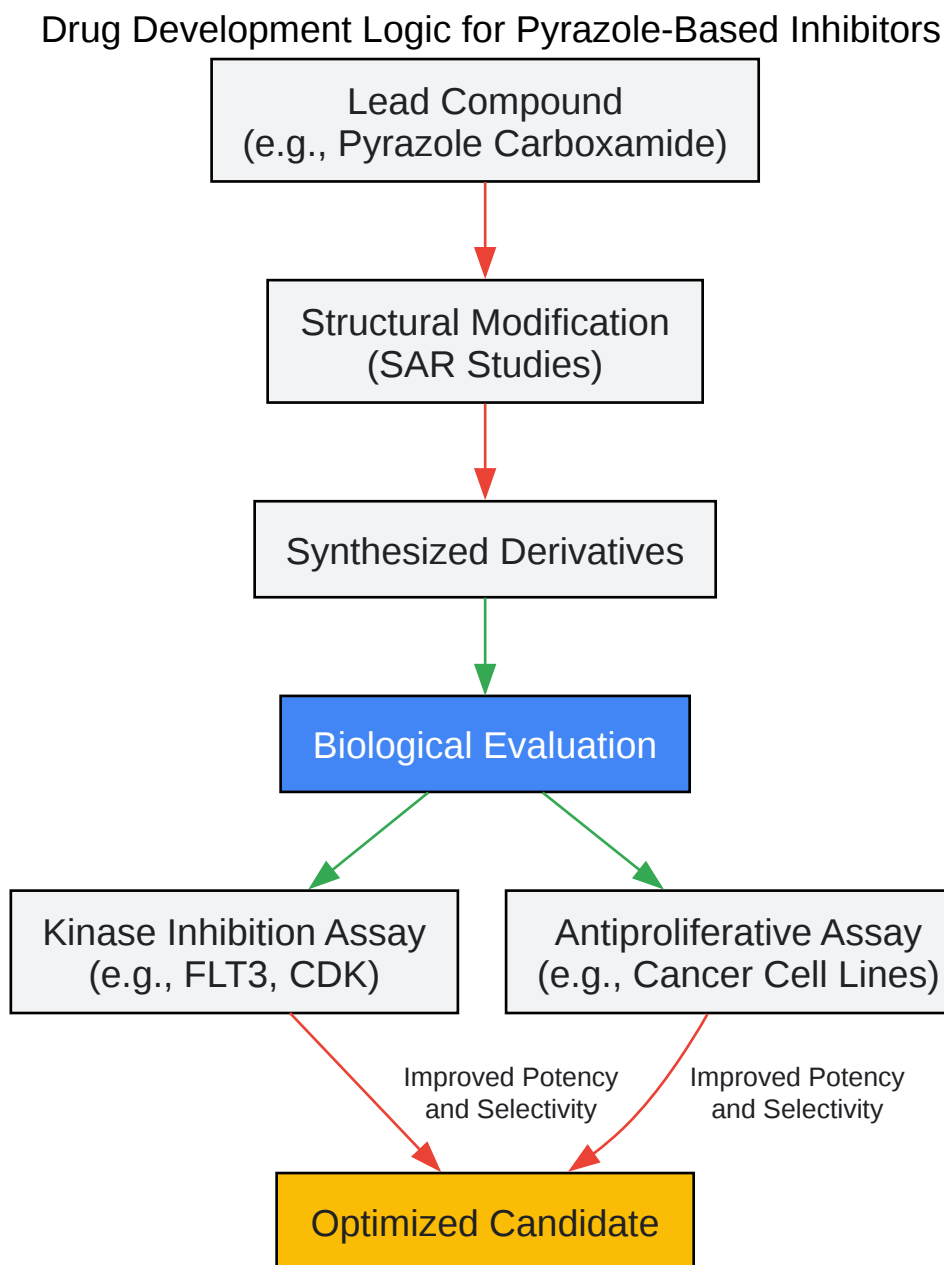 Drug Development Logic for Pyrazole-Based Inhibitors
Lead Compound
(e.g., Pyrazole Carboxamide)
Structural Modification
(SAR Studies)
Synthesized Derivatives
Biological Evaluation
Kinase Inhibition Assay
(e.g., FLT3, CDK)
Antiproliferative Assay
(e.g., Cancer Cell Lines)
Improved Potency
and Selectivity
Improved Potency
and Selectivity
Optimized Candidate